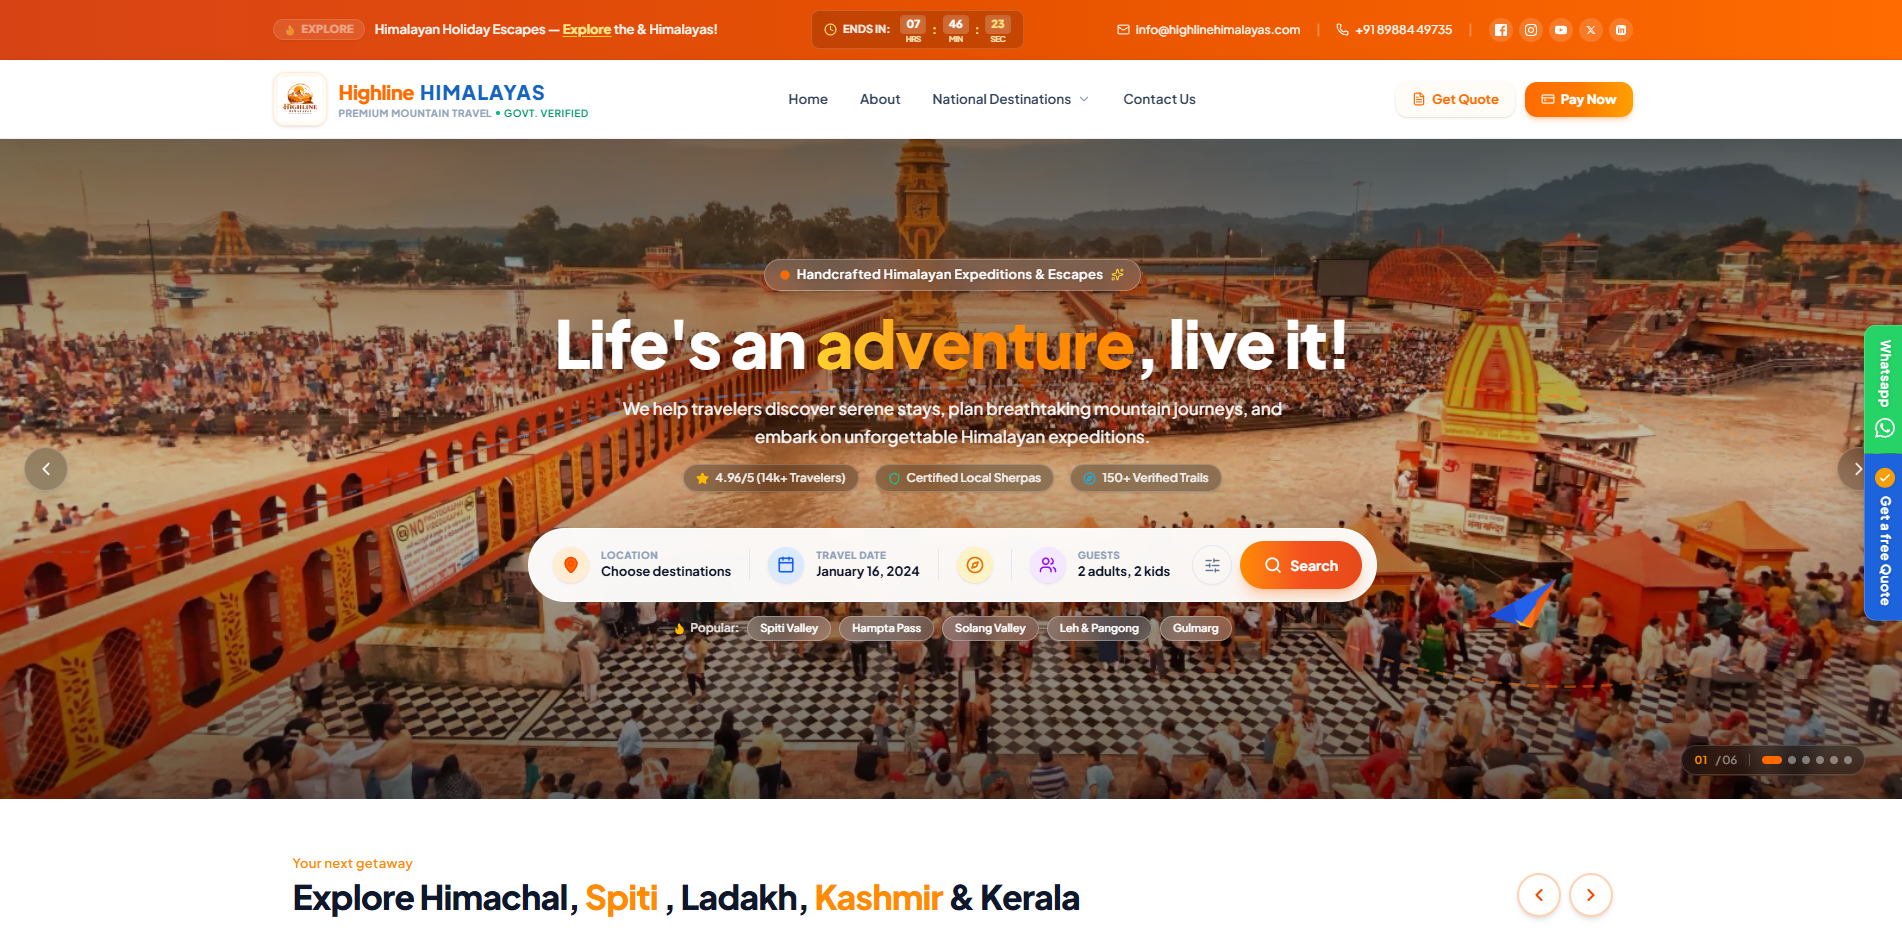 EXPLORE
Himalayan Holiday Escapes — Explore the & Himalayas!
ENDS IN: 07 : 46 : 23
HRS MIN SEC
info@highlinehimalayas.com
+91 89884 49735
HIGHLINE
Highline HIMALAYAS
PREMIUM MOUNTAIN TRAVEL • GOVT. VERIFIED
Home
About
National Destinations
Contact Us
Get Quote
Pay Now
Handcrafted Himalayan Expeditions & Escapes
Life's an adventure, live it!
We help travelers discover serene stays, plan breathtaking mountain journeys, and
embark on unforgettable Himalayan expeditions.
4.96/5 (14k+ Travelers)
Certified Local Sherpas
150+ Verified Trails
NO PHOTOGRAPHY
LOCATION
Choose destinations
TRAVEL DATE
January 16, 2024
GUESTS
2 adults, 2 kids
Search
Popular: Spiti Valley Hampta Pass Solang Valley Leh & Pangong Gulmarg
Whatsapp
Get a free Quote
01 / 06
Your next getaway
Explore Himachal, Spiti , Ladakh, Kashmir & Kerala